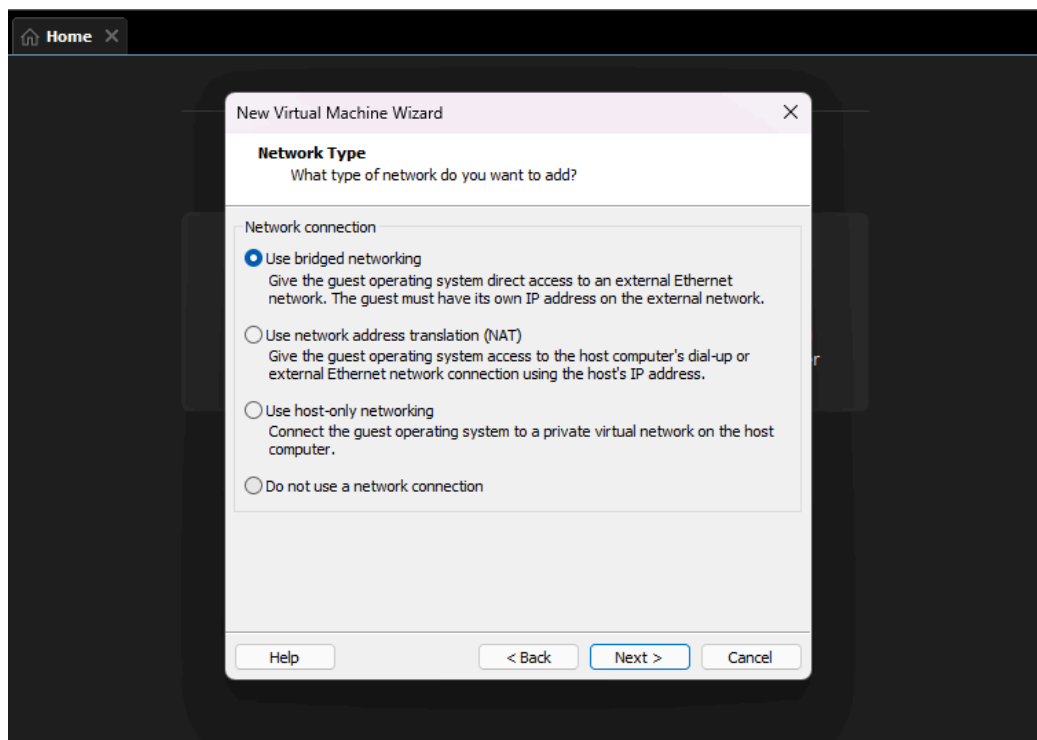 Home
New Virtual Machine Wizard
Network Type
What type of network do you want to add?
Network connection
Use bridged networking
Give the guest operating system direct access to an external Ethernet
network. The guest must have its own IP address on the external network.
Use network address translation (NAT)
Give the guest operating system access to the host computer's dial-up or
external Ethernet network connection using the host's IP address.
r
Use host-only networking
Connect the guest operating system to a private virtual network on the host
computer.
Do not use a network connection
Help
< Back
Next >
Cancel